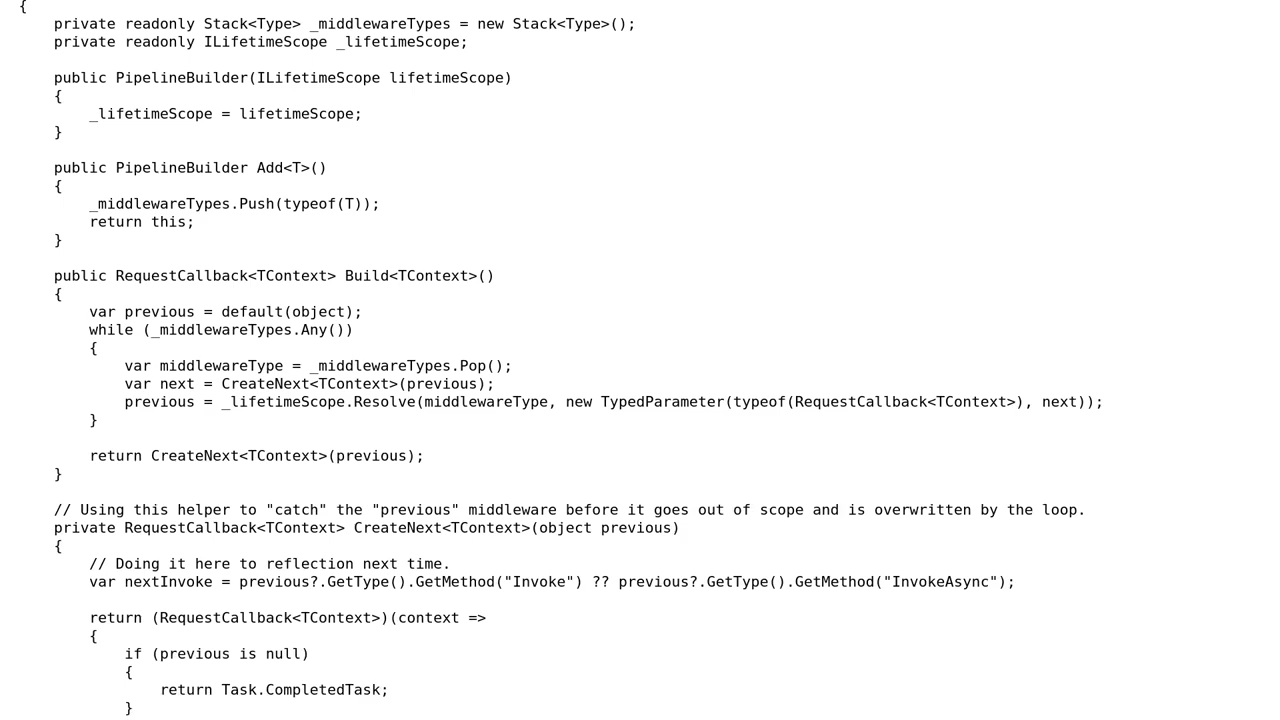 {
    private readonly Stack<Type> _middlewareTypes = new Stack<Type>();
    private readonly ILifetimeScope _lifetimeScope;

    public PipelineBuilder(ILifetimeScope lifetimeScope)
    {
        _lifetimeScope = lifetimeScope;
    }

    public PipelineBuilder Add<T>()
    {
        _middlewareTypes.Push(typeof(T));
        return this;
    }

    public RequestCallback<TContext> Build<TContext>()
    {
        var previous = default(object);
        while (_middlewareTypes.Any())
        {
            var middlewareType = _middlewareTypes.Pop();
            var next = CreateNext<TContext>(previous);
            previous = _lifetimeScope.Resolve(middlewareType, new TypedParameter(typeof(RequestCallback<TContext>), next));
        }

        return CreateNext<TContext>(previous);
    }

    // Using this helper to "catch" the "previous" middleware before it goes out of scope and is overwritten by the loop.
    private RequestCallback<TContext> CreateNext<TContext>(object previous)
    {
        // Doing it here to reflection next time.
        var nextInvoke = previous?.GetType().GetMethod("Invoke") ?? previous?.GetType().GetMethod("InvokeAsync");

        return (RequestCallback<TContext>)(context =>
        {
            if (previous is null)
            {
                return Task.CompletedTask;
            }